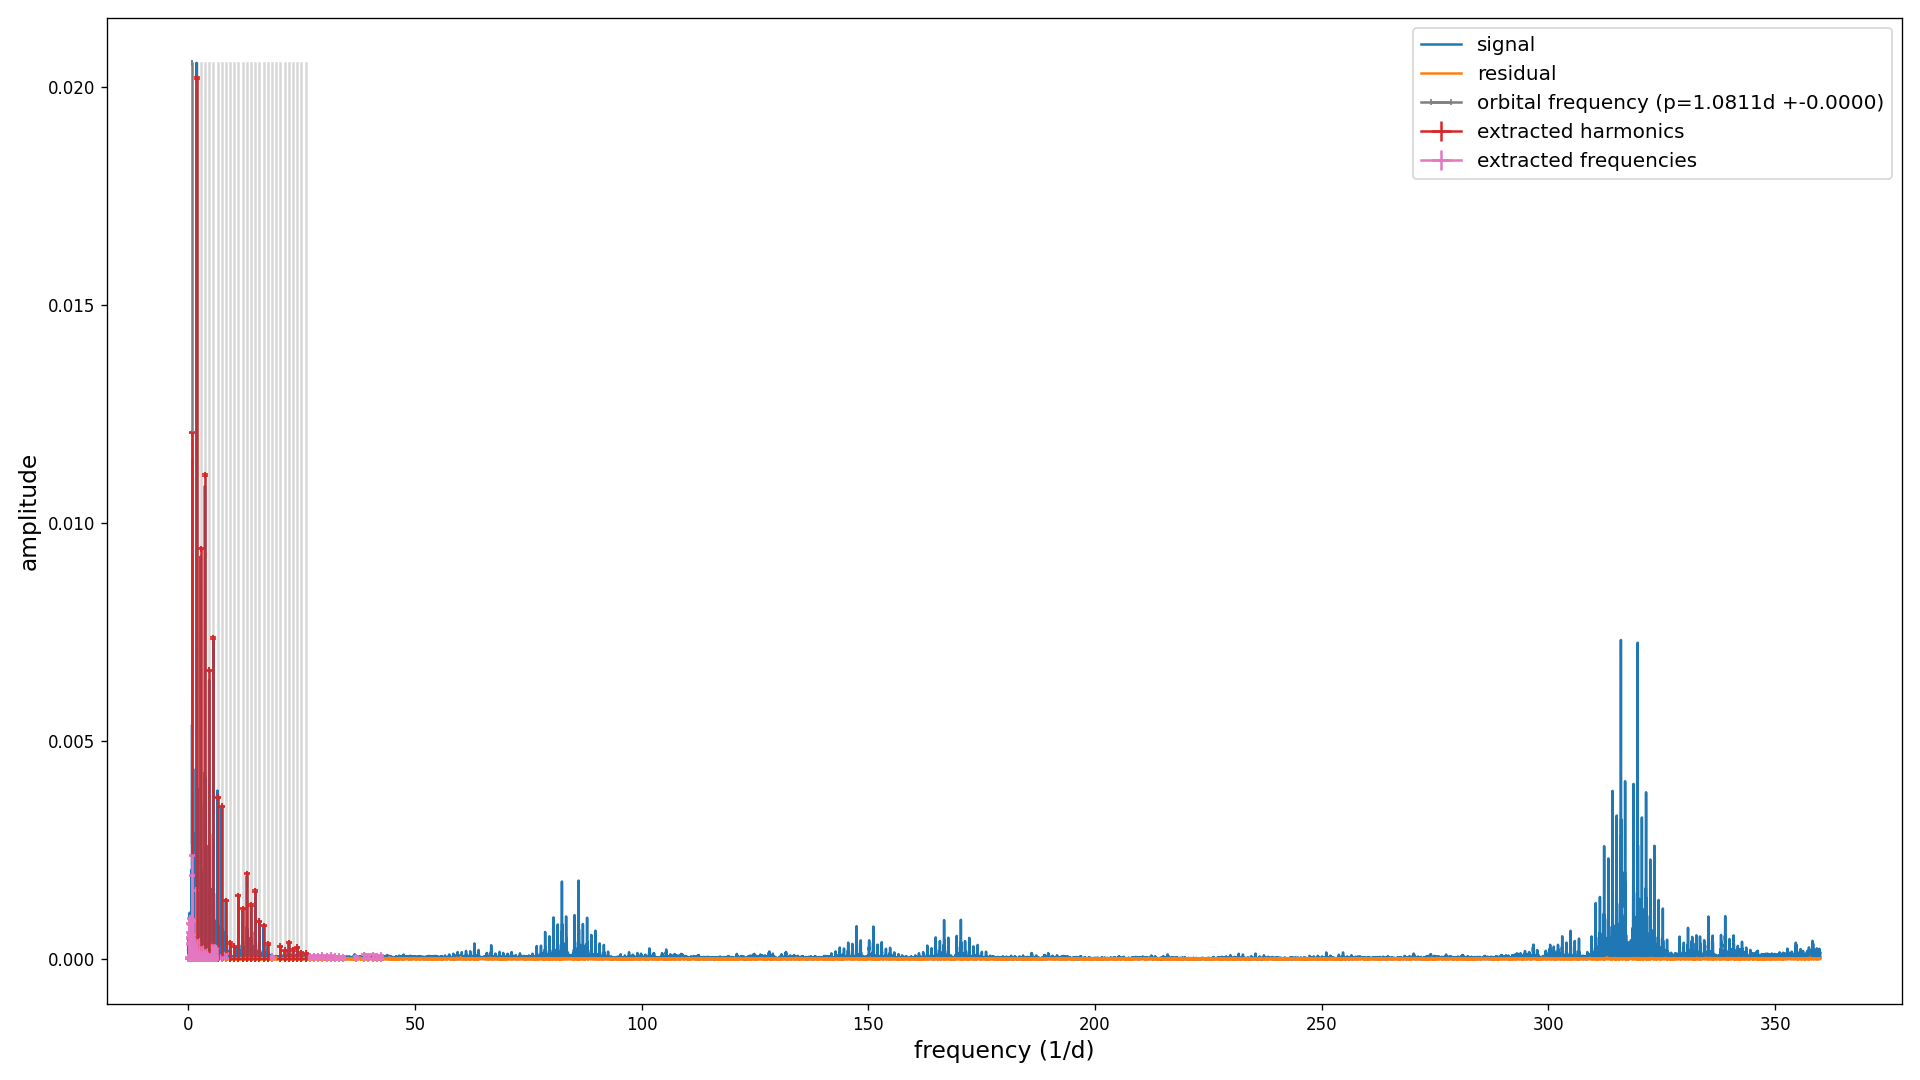 signal
residual
orbital frequency (p=1.0811d +-0.0000)
extracted harmonics
extracted frequencies
0.020
0.015
0.010
0.005
0.000
amplitude
0 50 100 150 200 250 300 350
frequency (1/d)